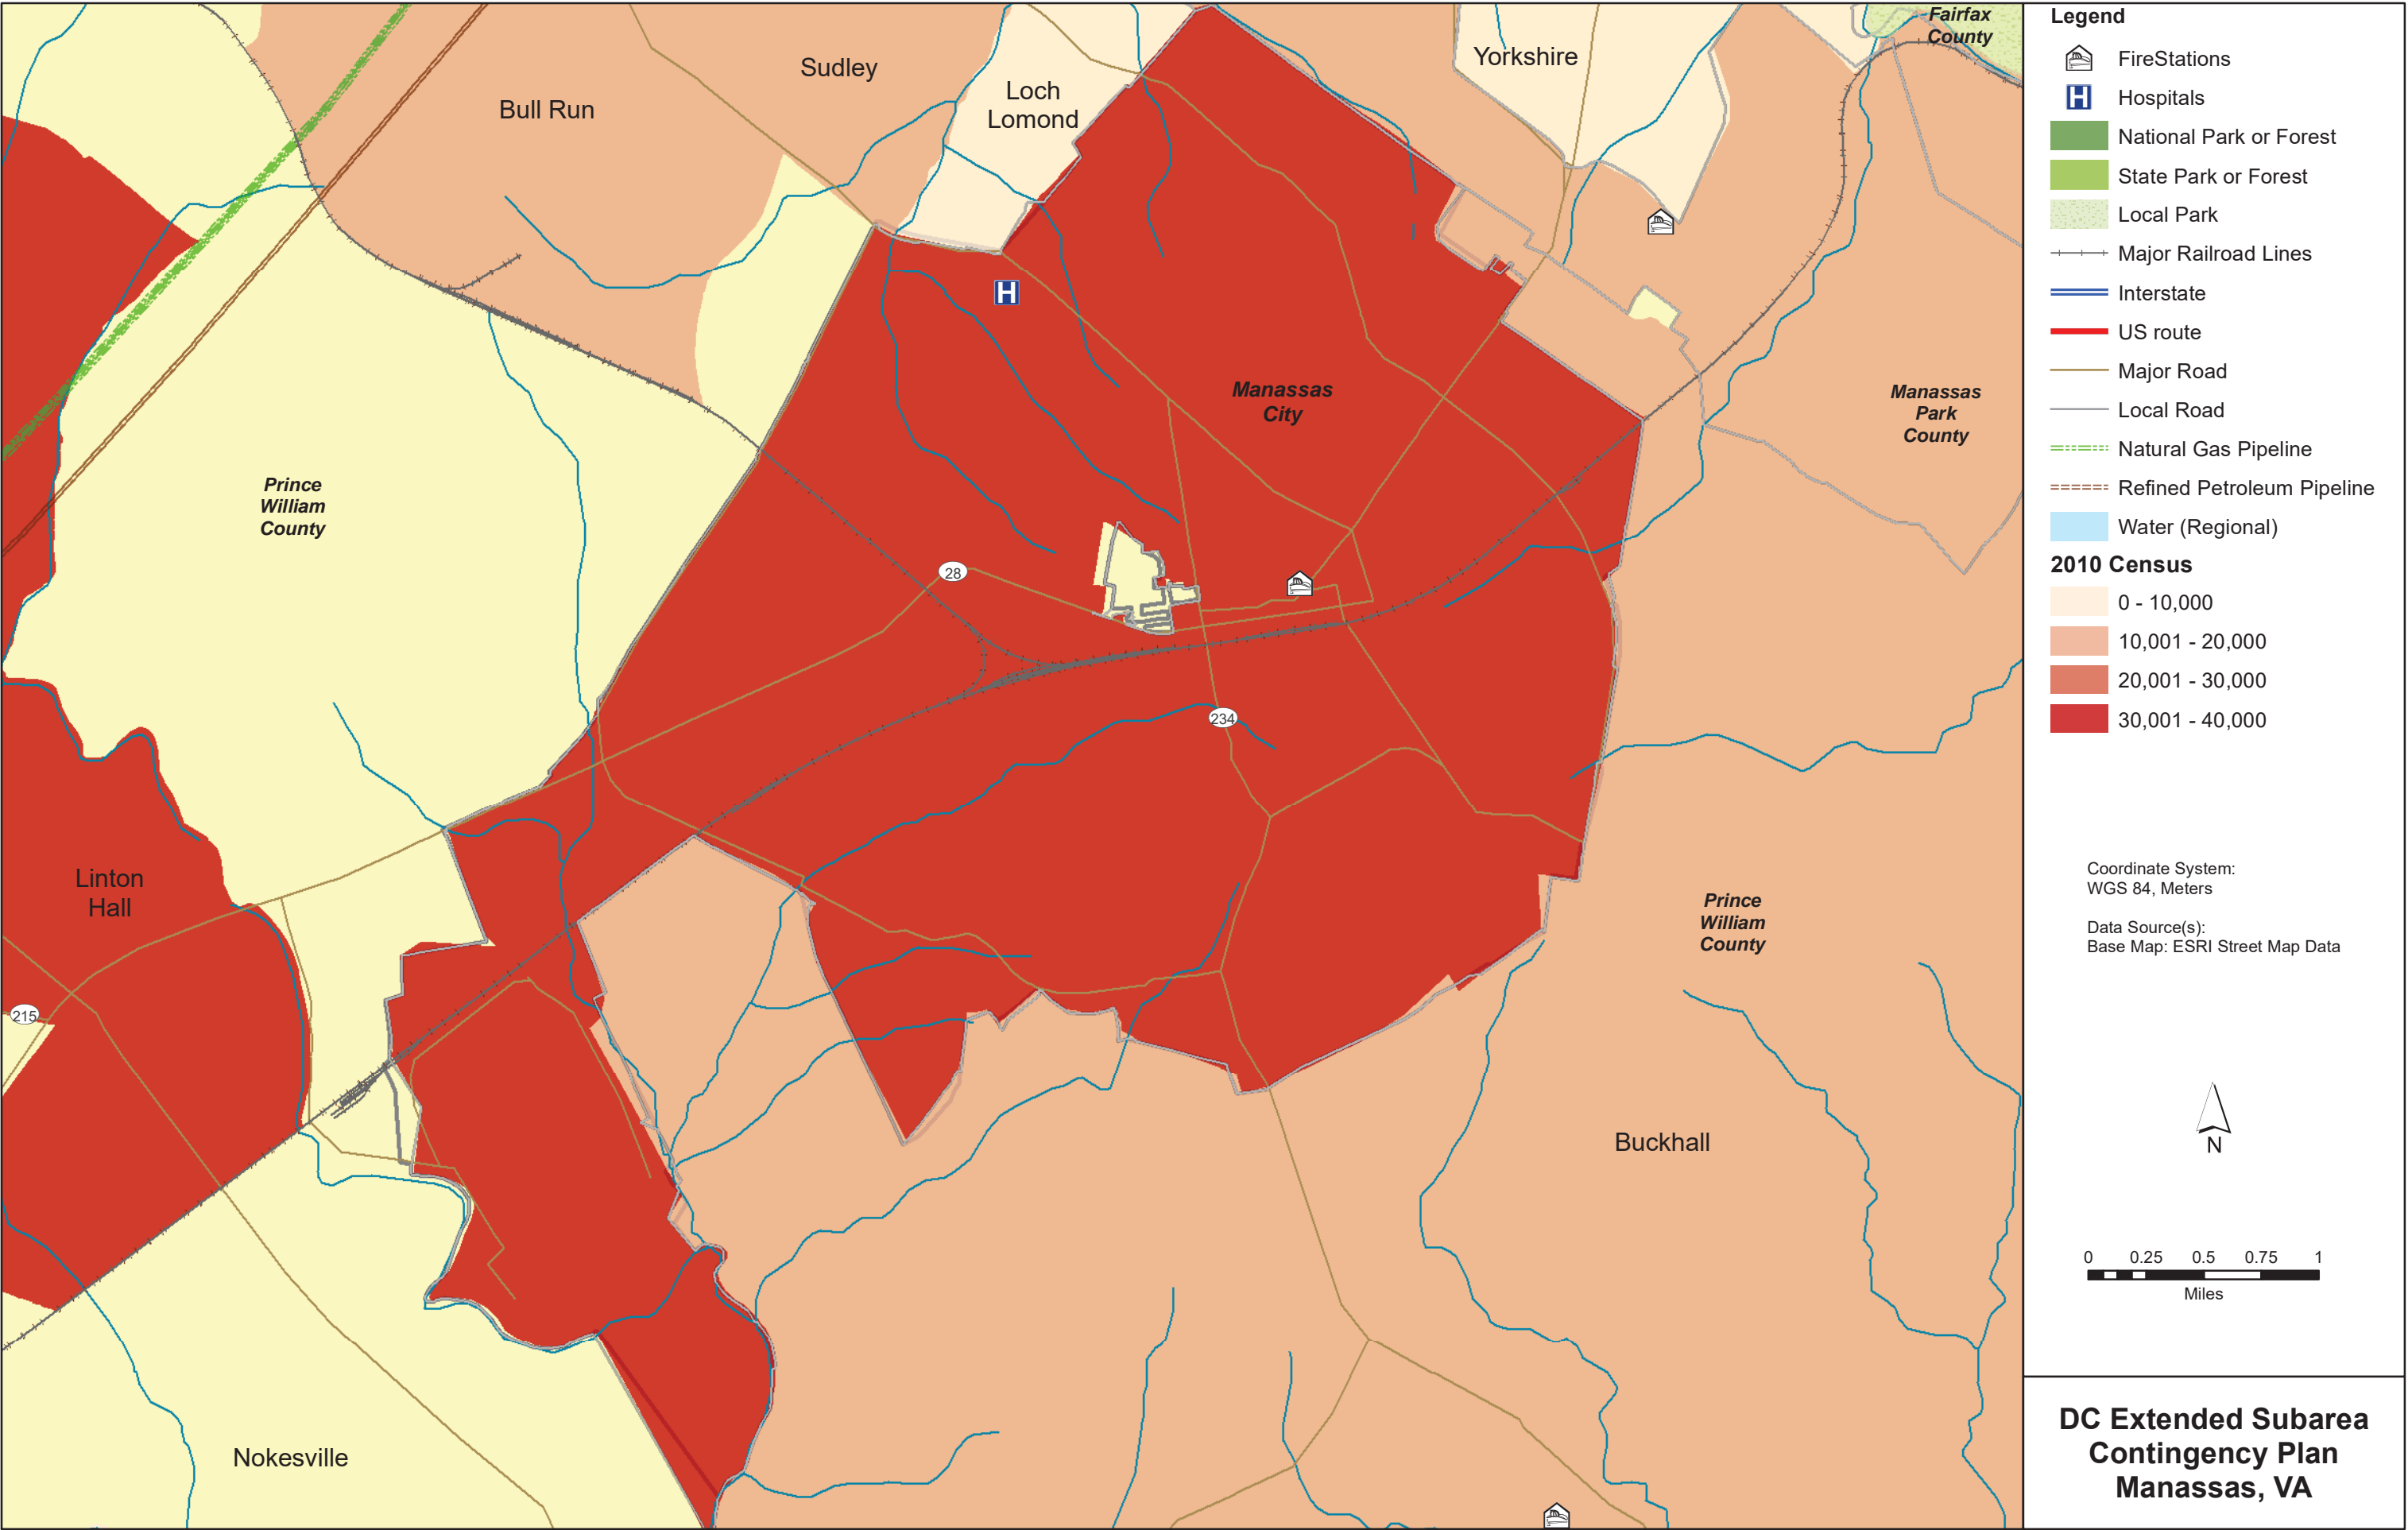 Sudley
Bull Run
Loch
Lomond
Yorkshire
Fairfax
County
H
Manassas
City
Manassas
Park
County
Prince
William
County
28
234
Linton
Hall
215
Prince
William
County
Buckhall
Nokesville
Legend
FireStations
H Hospitals
National Park or Forest
State Park or Forest
Local Park
Major Railroad Lines
Interstate
US route
Major Road
Local Road
Natural Gas Pipeline
Refined Petroleum Pipeline
Water (Regional)
2010 Census
0 - 10,000
10,001 - 20,000
20,001 - 30,000
30,001 - 40,000
Coordinate System:
WGS 84, Meters
Data Source(s):
Base Map: ESRI Street Map Data
N
0 0.25 0.5 0.75 1
Miles
DC Extended Subarea
Contingency Plan
Manassas, VA